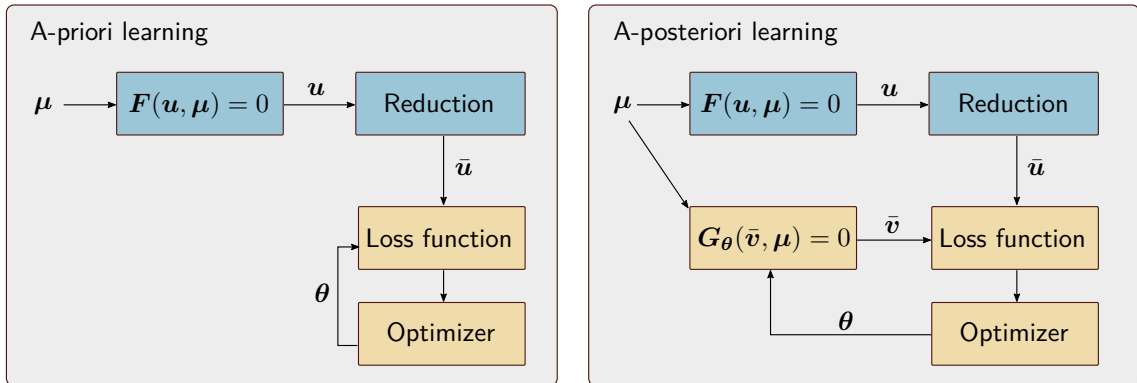 A-priori learning
μ
F(u, μ) = 0
u
Reduction
ū
Loss function
θ
Optimizer
A-posteriori learning
μ
F(u, μ) = 0
u
Reduction
ū
G_θ(v̄, μ) = 0
v̄
Loss function
θ
Optimizer